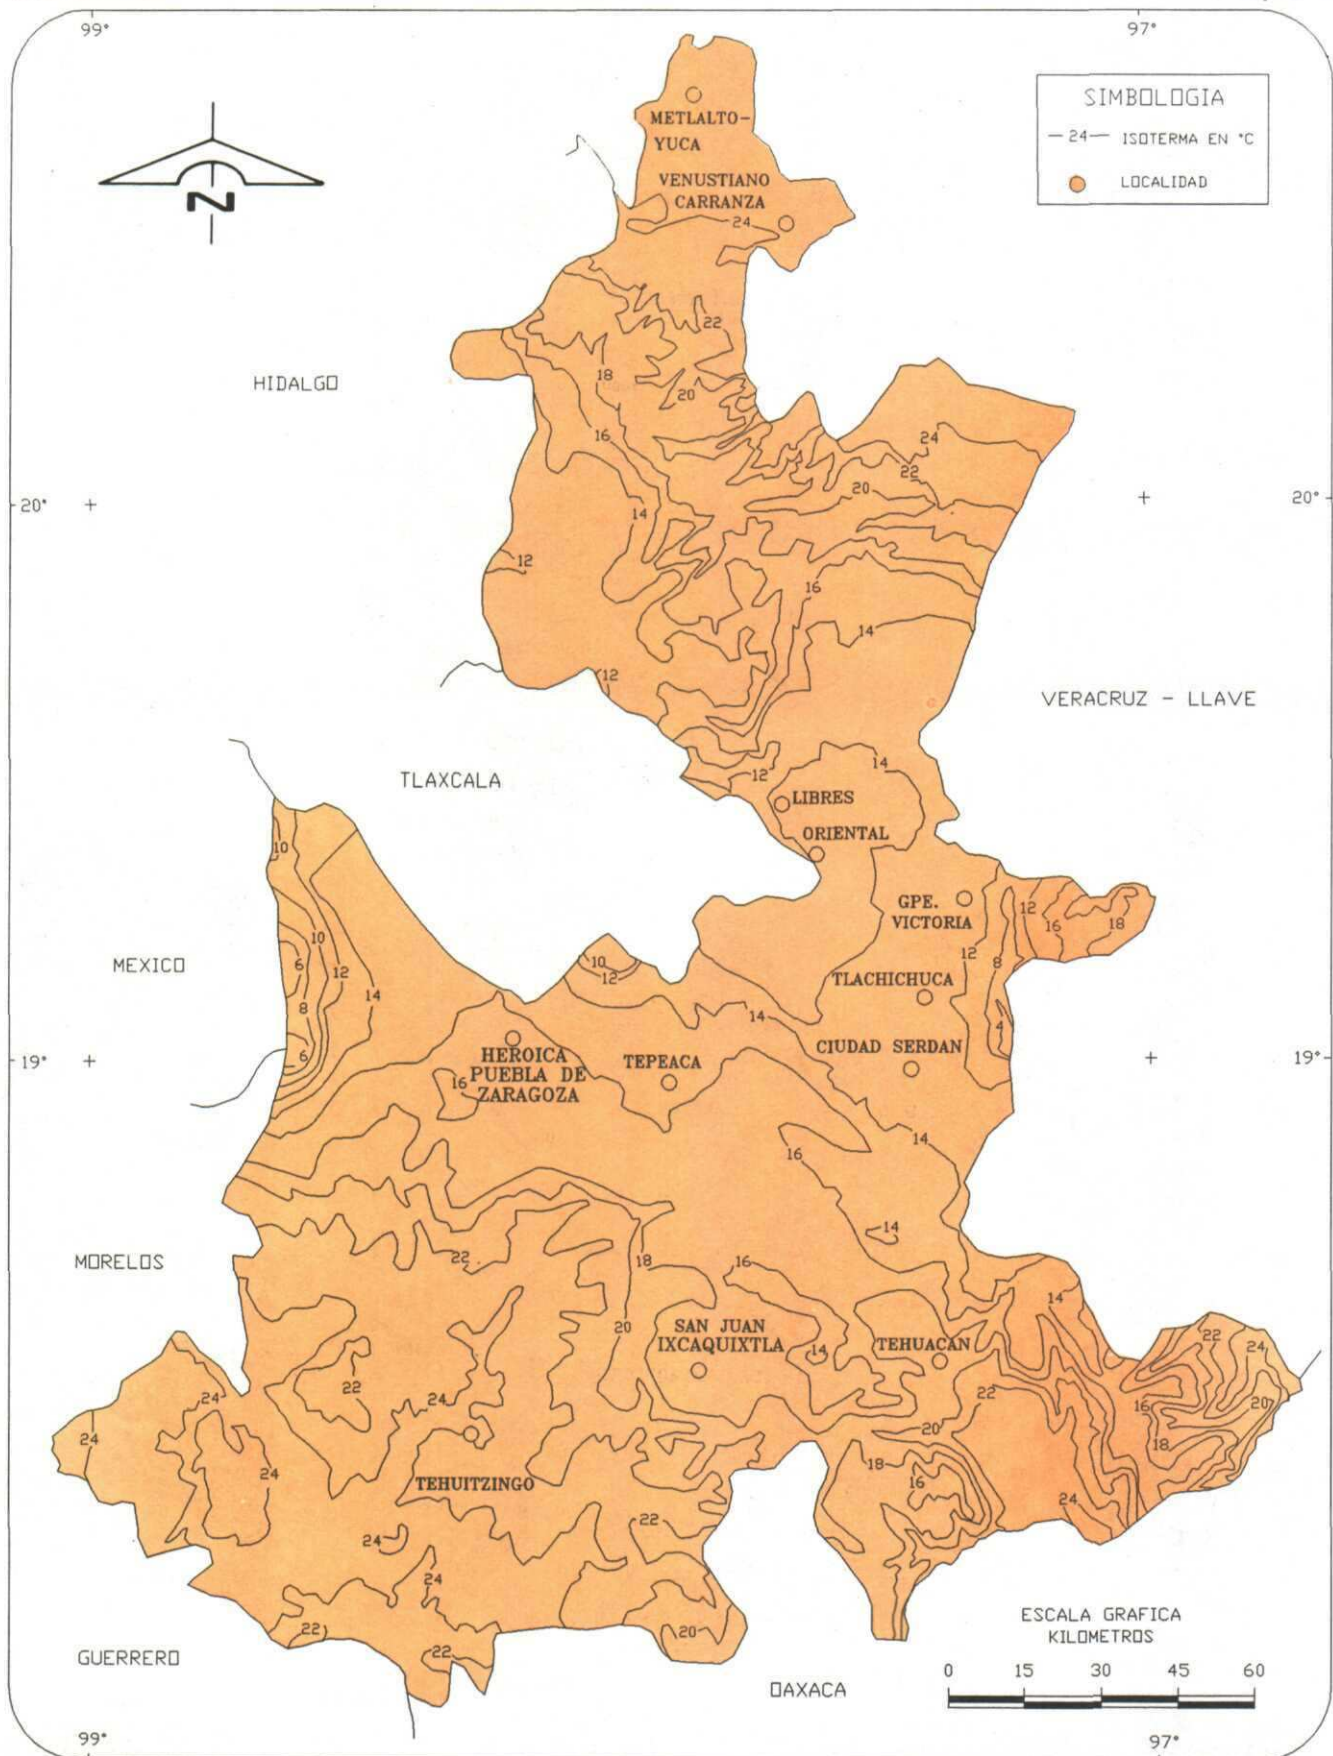 99°
97°
SIMBOLOGIA
—24— ISOTERMA EN °C
LOCALIDAD
N
METLALTO-
YUCA
VENUSTIANO
CARRANZA
24
22
HIDALGO
18
20
16
24
22
20
20°
14
20°
12
16
14
12
VERACRUZ - LLAVE
14
TLAXCALA
12
LIBRES
ORIENTAL
10
GPE.
VICTORIA
12
16
18
10
MEXICO
6
12
10
12
12
8
TLACHICHUCA
14
8
14
4
19°
6
HEROICA
PUEBLA DE
ZARAGOZA
TEPEACA
CIUDAD SERDAN
19°
16
14
16
14
MORELOS
22
18
16
14
20
SAN JUAN
IXCAQUIXTLA
14
TEHUACAN
22
24
22
24
24
22
16
20
24
20
18
24
18
TEHUITZINGO
16
24
22
24
24
22
20
22
GUERRERO
OAXACA
ESCALA GRAFICA
KILOMETROS
0 15 30 45 60
99°
97°